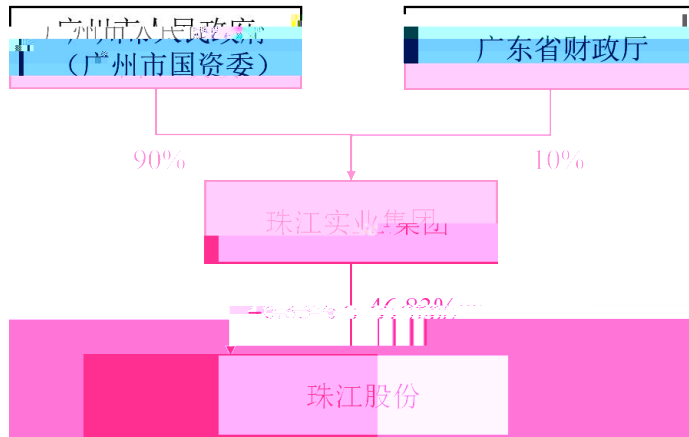 广州市人民政府
（广州市国资委）
广东省财政厅
90%
10%
珠江实业集团
46.82%
珠江股份